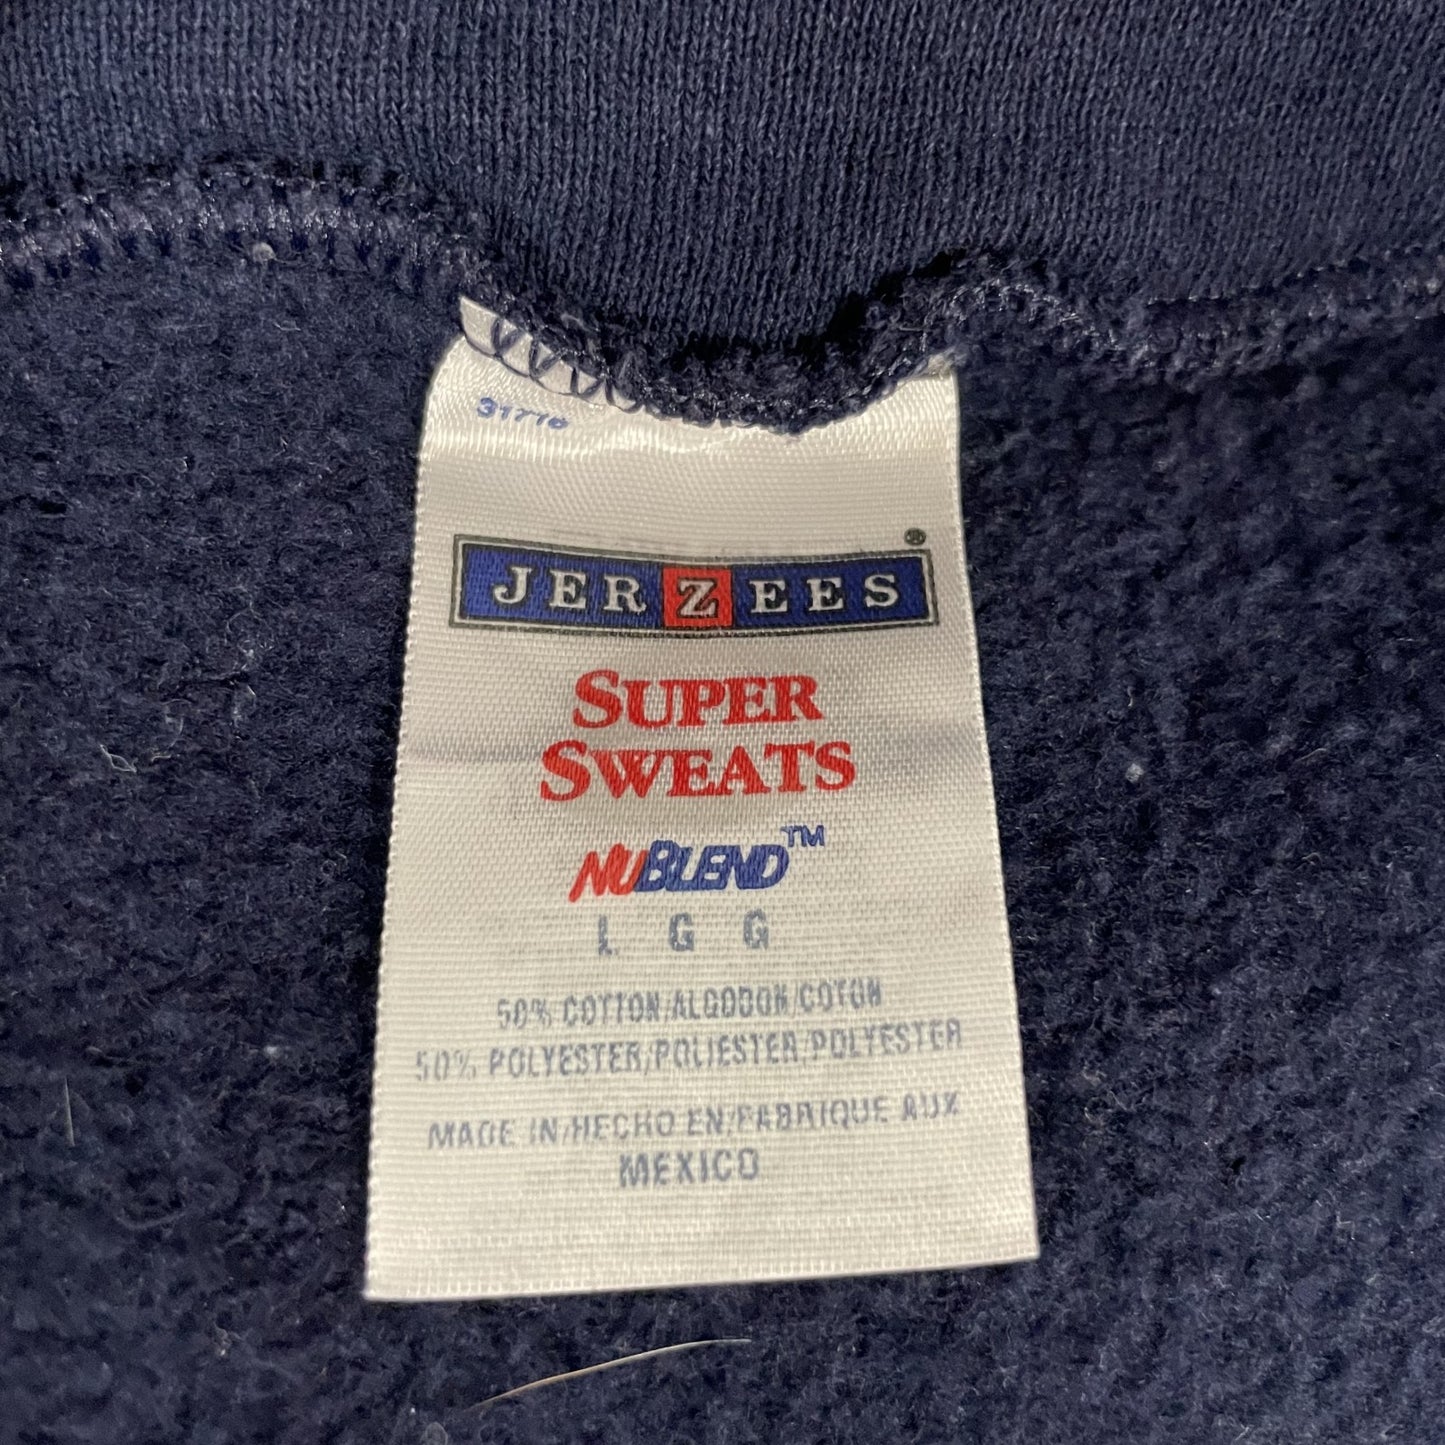 JERZEES®
SUPER
SWEATS
NUBLEND™
L G G
50% COTTON/ALGODON/COTON
50% POLYESTER/POLIESTER/POLYESTER
MADE IN/HECHO EN/FABRIQUE AUX
MEXICO